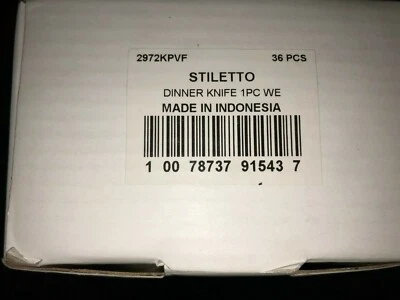 2972KPVF 36 PCS
STILETTO
DINNER KNIFE 1PC WE
MADE IN INDONESIA
1 00 78737 91543 7